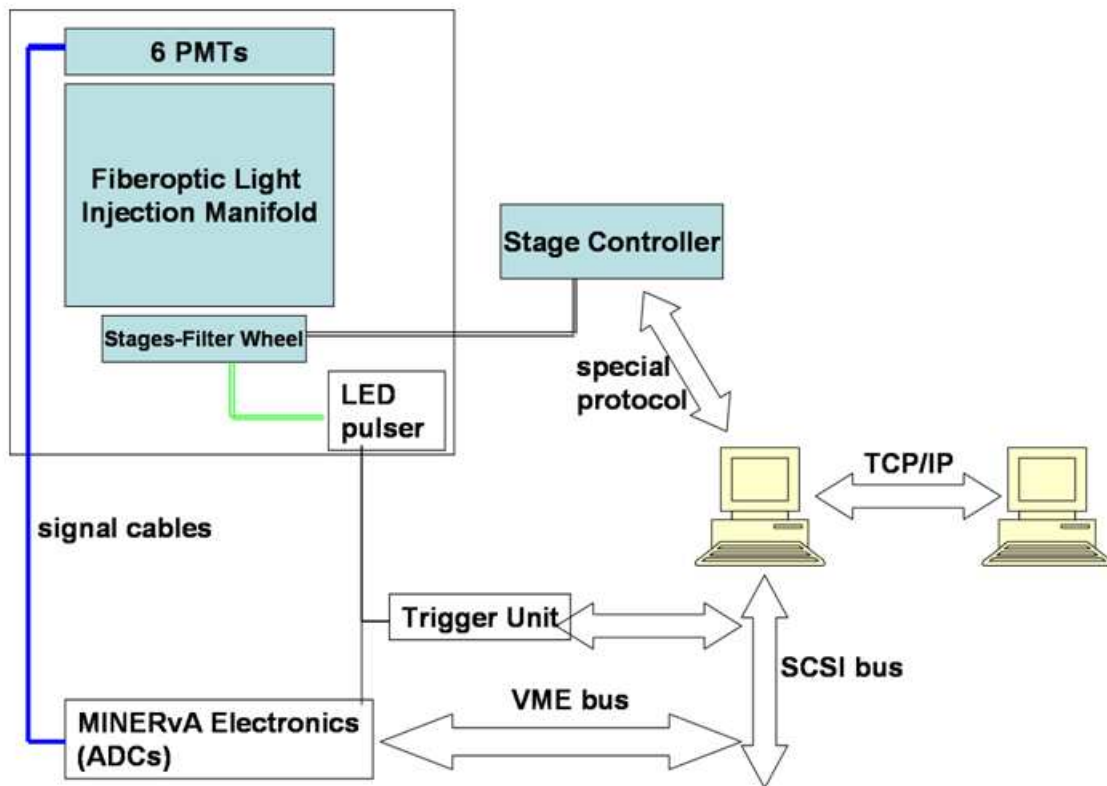 6 PMTs
Fiberoptic Light
Injection Manifold
Stage Controller
Stages-Filter Wheel
special
protocol
LED
pulser
TCP/IP
signal cables
Trigger Unit
SCSI bus
VME bus
MINERvA Electronics
(ADCs)